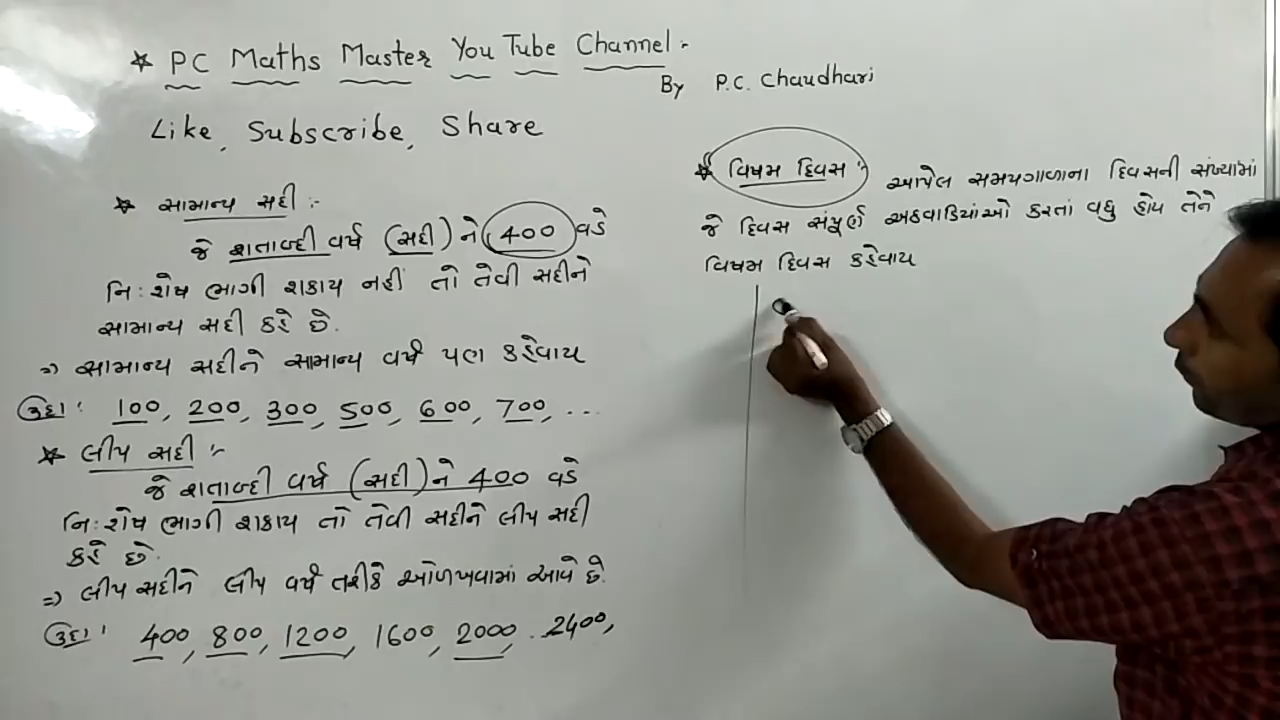 * PC Maths Master YouTube Channel :-
By P.C. Chaudhari
Like, Subscribe, Share
* સામાન્ય સદી :-
જે શતાબ્દી વર્ષ (સદી) ને 400 વડે
નિ:શેષ ભાગી શકાય નહીં તો તેવી સદીને
સામાન્ય સદી કહે છે.
=> સામાન્ય સદીને સામાન્ય વર્ષ પણ કહેવાય
ઉદા: 100, 200, 300, 500, 600, 700, ...
* લીપ સદી :-
જે શતાબ્દી વર્ષ (સદી) ને 400 વડે
નિ:શેષ ભાગી શકાય તો તેવી સદીને લીપ સદી
કહે છે.
=> લીપ સદીને લીપ વર્ષ તરીકે ઓળખવામાં આવે છે.
ઉદા: 400, 800, 1200, 1600, 2000, 2400,
* વિષમ દિવસ :- આપેલ સમયગાળાના દિવસની સંખ્યામાં
જે દિવસ સંપૂર્ણ અઠવાડિયાંઓ કરતાં વધુ હોય તેને
વિષમ દિવસ કહેવાય